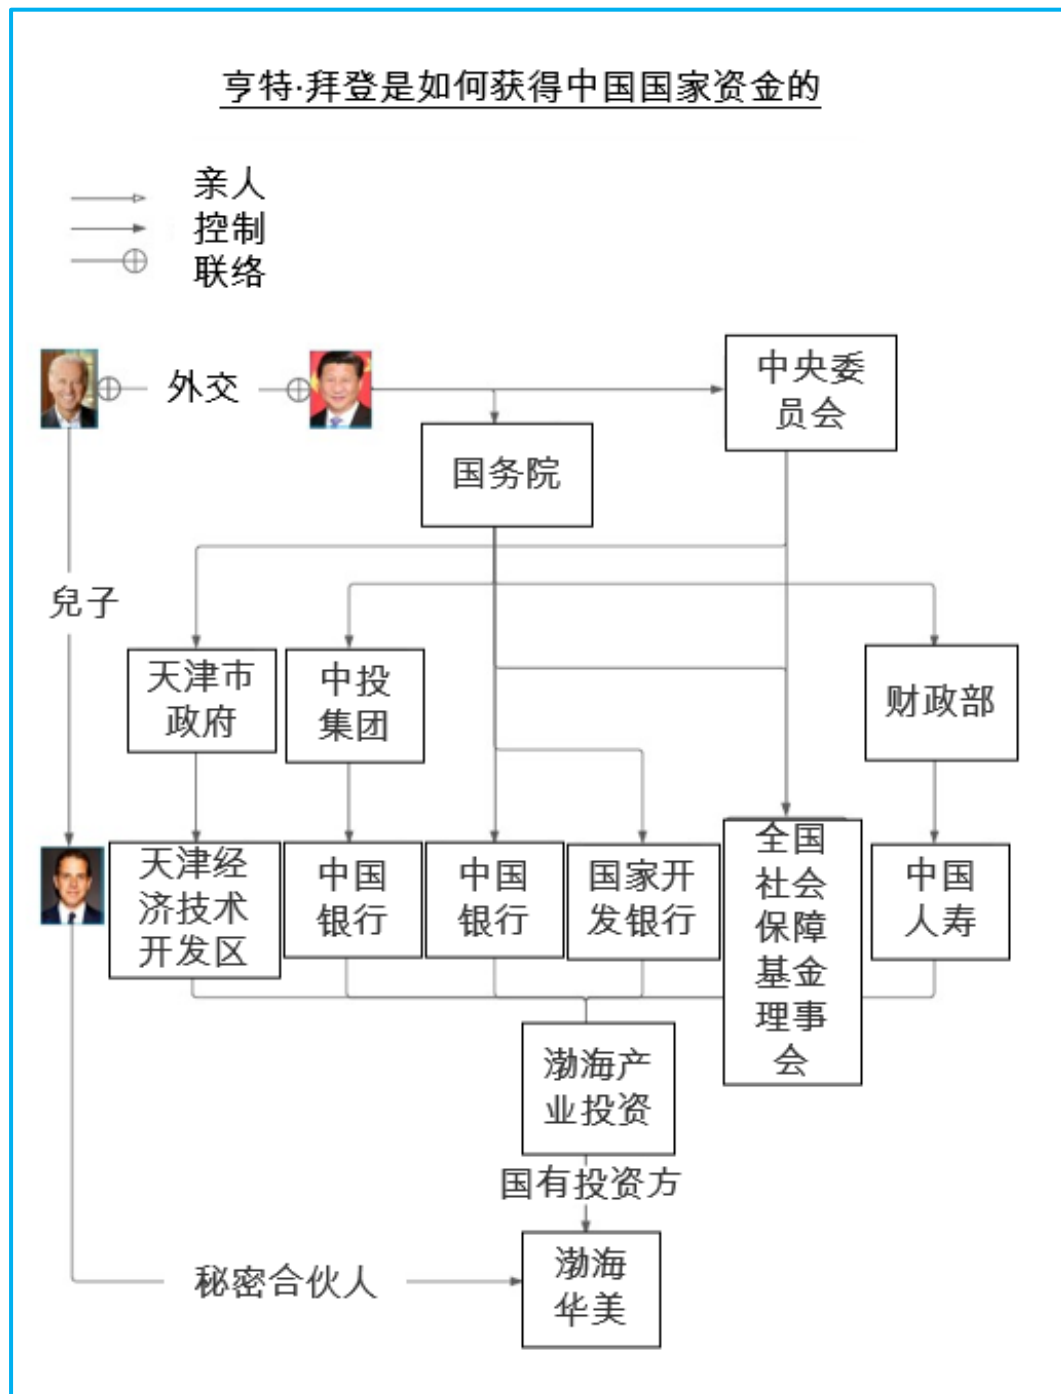 亨特·拜登是如何获得中国国家资金的
亲人
控制
联络
外交
中央委
员会
国务院
兒子
天津市
政府
中投
集团
财政部
天津经
济技术
开发区
中国
银行
中国
银行
国家开
发银行
全国
社会
保障
基金
理事
会
中国
人寿
渤海产
业投资
国有投资方
秘密合伙人
渤海
华美